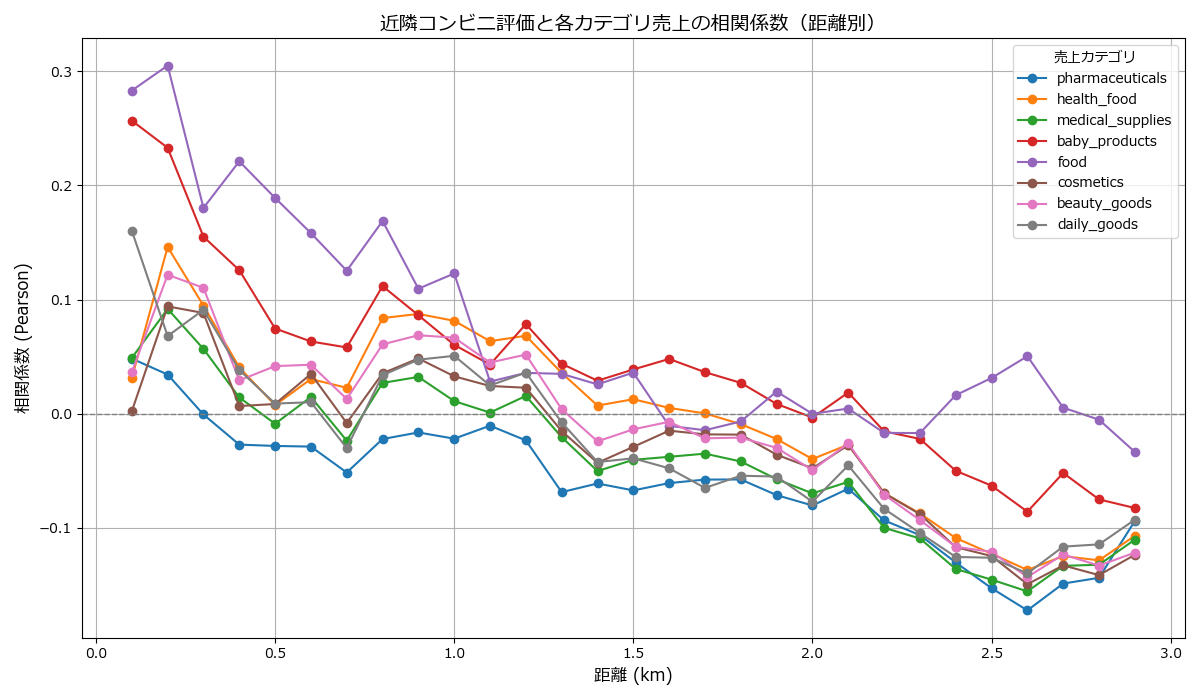 近隣コンビニ評価と各カテゴリ売上の相関係数（距離別）
売上カテゴリ
pharmaceuticals
health_food
medical_supplies
baby_products
food
cosmetics
beauty_goods
daily_goods
相関係数 (Pearson)
0.3
0.2
0.1
0.0
−0.1
0.0
0.5
1.0
1.5
2.0
2.5
3.0
距離 (km)